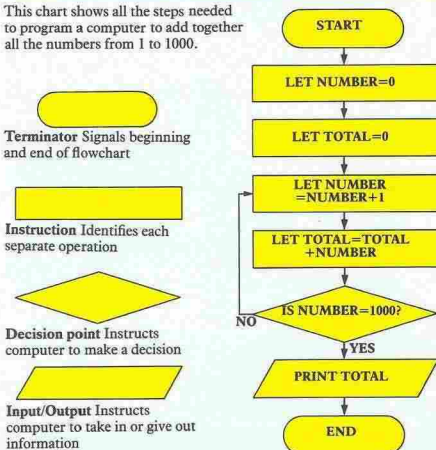 This chart shows all the steps needed
to program a computer to add together
all the numbers from 1 to 1000.
Terminator Signals beginning
and end of flowchart
Instruction Identifies each
separate operation
Decision point Instructs
computer to make a decision
Input/Output Instructs
computer to take in or give out
information
START
LET NUMBER=0
LET TOTAL=0
LET NUMBER
=NUMBER+1
LET TOTAL=TOTAL
+NUMBER
IS NUMBER=1000?
NO
YES
PRINT TOTAL
END